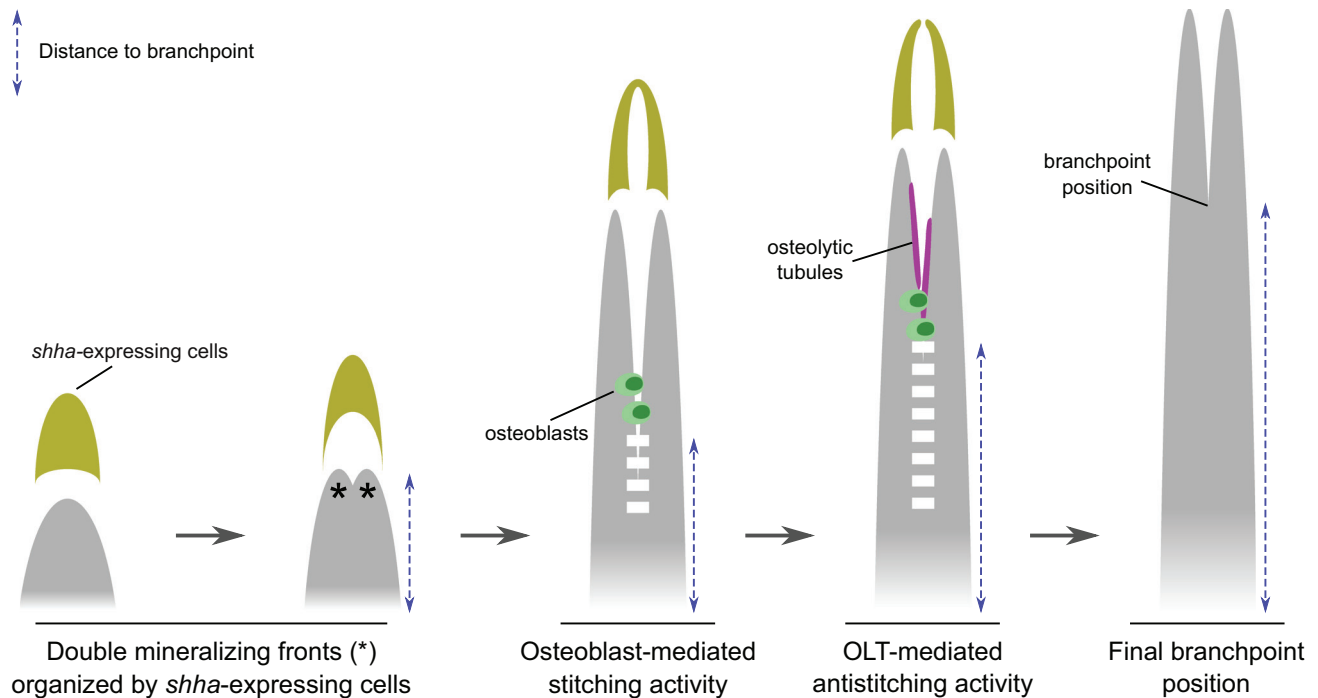 Distance to branchpoint
shha-expressing cells
osteoblasts
osteolytic
tubules
branchpoint
position
* *
Double mineralizing fronts (*)
organized by shha-expressing cells
Osteoblast-mediated
stitching activity
OLT-mediated
antistitching activity
Final branchpoint
position